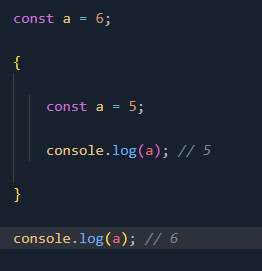 const a = 6;
{
const a = 5;
console.log(a); // 5
}
console.log(a); // 6